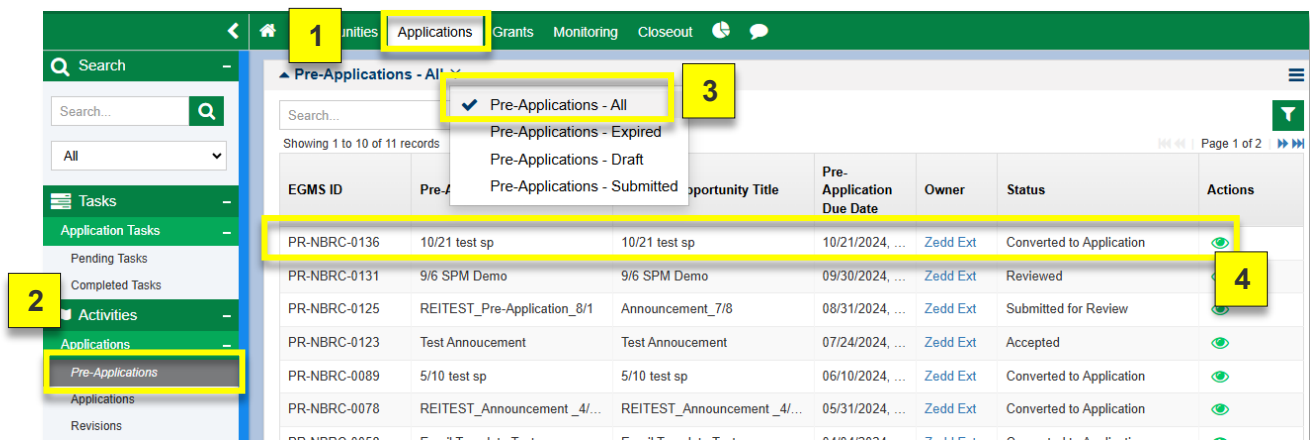 1
unities Applications Grants Monitoring Closeout
Search –
Pre-Applications - All
Search...
All
3
✔ Pre-Applications - All
Pre-Applications - Expired
Pre-Applications - Draft
Pre-Applications - Submitted
Search...
Showing 1 to 10 of 11 records
Page 1 of 2
EGMS ID Pre-A pportunity Title Pre-Application Due Date Owner Status Actions
Tasks –
Application Tasks –
Pending Tasks
Completed Tasks
2
Activities –
Applications –
Pre-Applications
Applications
Revisions
PR-NBRC-0136 10/21 test sp 10/21 test sp 10/21/2024, ... Zedd Ext Converted to Application
4
PR-NBRC-0131 9/6 SPM Demo 9/6 SPM Demo 09/30/2024, ... Zedd Ext Reviewed
PR-NBRC-0125 REITEST_Pre-Application_8/1 Announcement_7/8 08/31/2024, ... Zedd Ext Submitted for Review
PR-NBRC-0123 Test Annoucement Test Annoucement 07/24/2024, ... Zedd Ext Accepted
PR-NBRC-0089 5/10 test sp 5/10 test sp 06/10/2024, ... Zedd Ext Converted to Application
PR-NBRC-0078 REITEST_Announcement _4/... REITEST_Announcement _4/... 05/31/2024, ... Zedd Ext Converted to Application